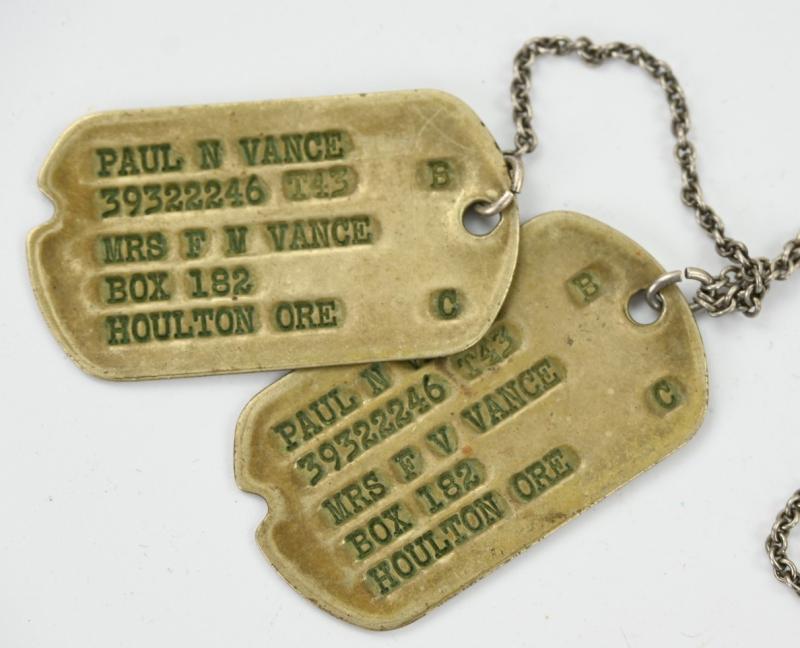 PAUL N VANCE
39322246 T43 B
MRS F M VANCE
BOX 182
HOULTON ORE C
PAUL N
39322246 T43 B
MRS F V VANCE
BOX 182 C
HOULTON ORE